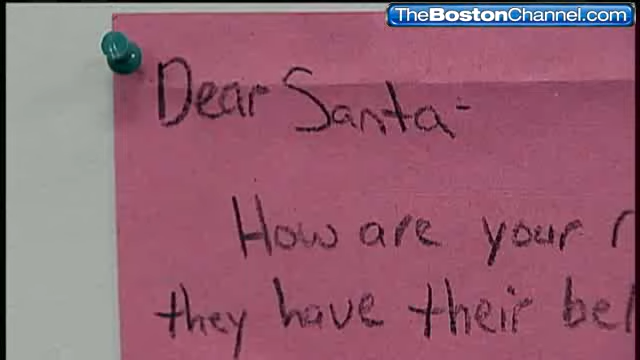 TheBostonChannel.com
Dear Santa-
How are your
they have their